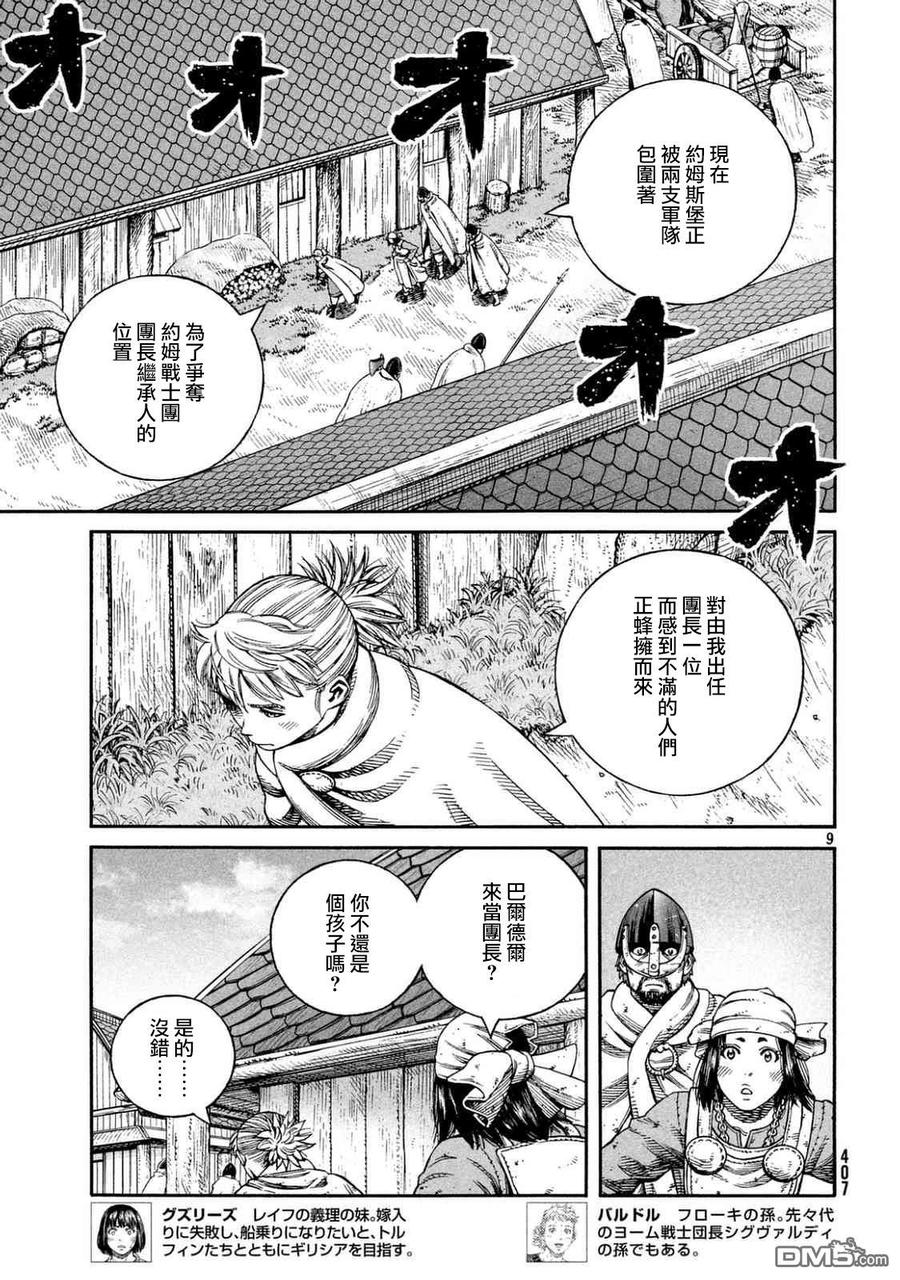 オオオ
現在
約姆斯堡正
被兩支軍隊
包圍著
為了爭奪
約姆戰士團
團長繼承人的
位置
オ
オ
對由我出任
團長一位
而感到不滿的人們
正蜂擁而來
9
巴爾德爾
來當團長?
你不還是
個孩子嗎?
是的……
沒錯……
407
バルドル フローキの孫。先々代
のヨーム戦士団長シグヴァルディ
の孫でもある。
グズリーズ レイフの義理の妹。嫁入
りに失敗し、船乗りになりたいと、トル
フィンたちとともにギリシアを目指す。
DM5.com